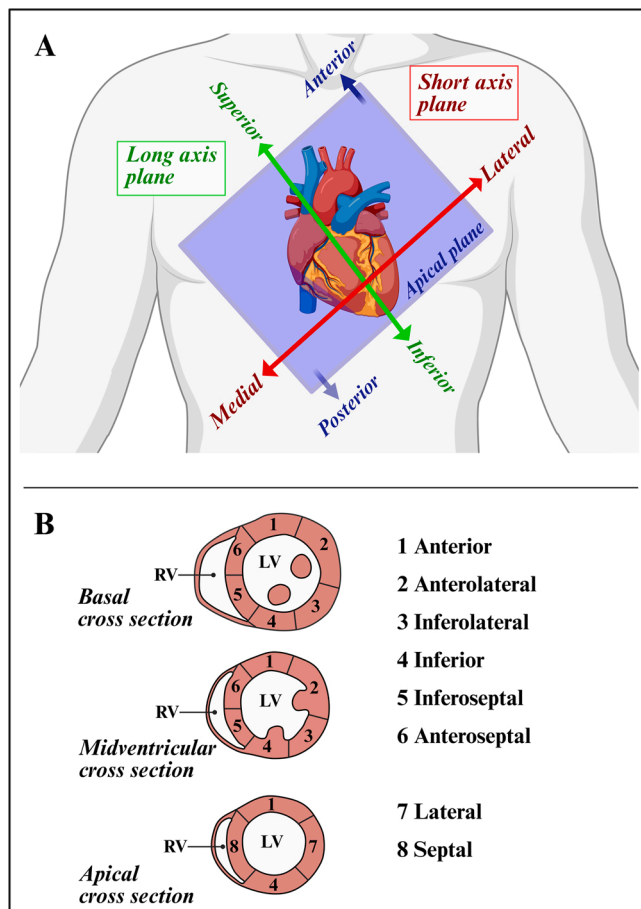 A
Anterior
Short axis
plane
Superior
Long axis
plane
Lateral
Apical plane
Medial
Posterior
Inferior
B
1
2
3
4
5
6
LV
RV
Basal
cross section
1
2
3
4
5
6
LV
RV
Midventricular
cross section
1
7
4
8
LV
RV
Apical
cross section
1 Anterior
2 Anterolateral
3 Inferolateral
4 Inferior
5 Inferoseptal
6 Anteroseptal
7 Lateral
8 Septal